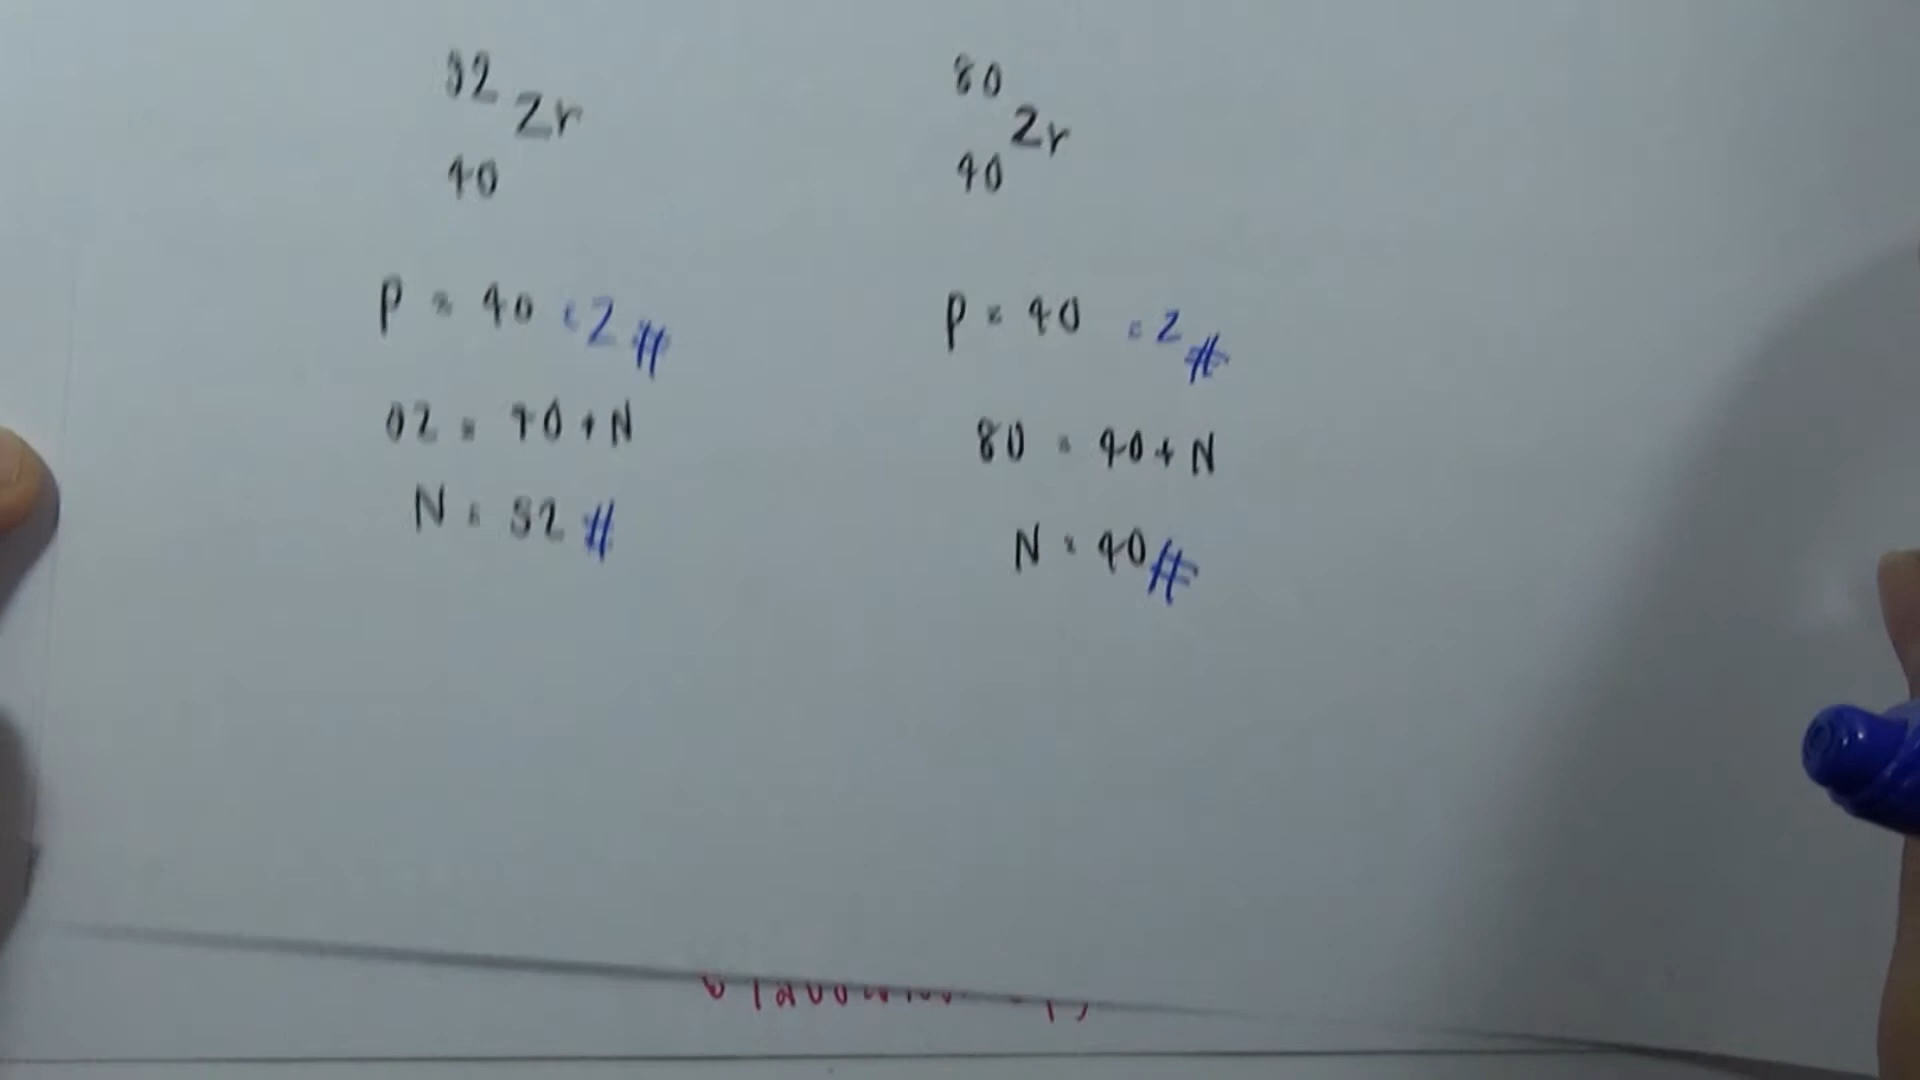 92 Zr 40
P = 40 = Z #
92 = 40 + N
N = 52 #
80 Zr 40
P = 40 = Z #
80 = 40 + N
N = 40 #